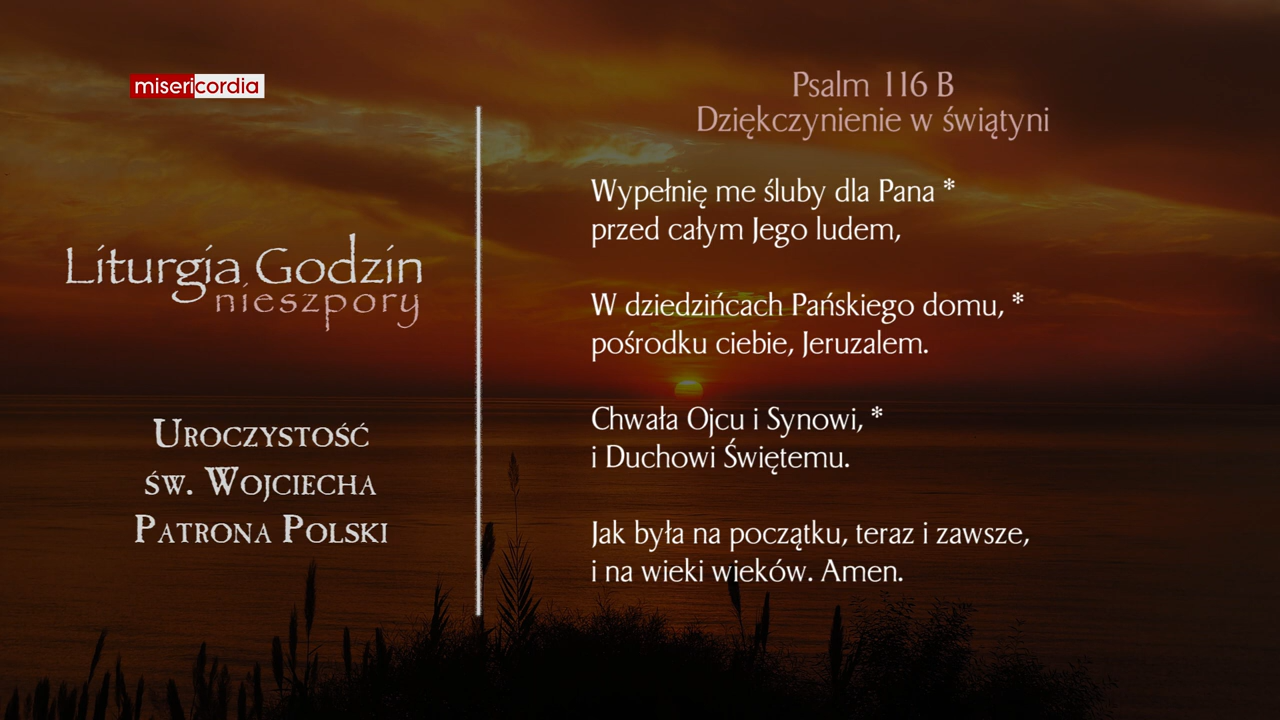 misericordia
Liturgia Godzin
nieszpory
Uroczystość
św. Wojciecha
Patrona Polski
Psalm 116 B
Dziękczynienie w świątyni
Wypełnię me śluby dla Pana *
przed całym Jego ludem,
W dziedzińcach Pańskiego domu, *
pośrodku ciebie, Jeruzalem.
Chwała Ojcu i Synowi, *
i Duchowi Świętemu.
Jak była na początku, teraz i zawsze,
i na wieki wieków. Amen.